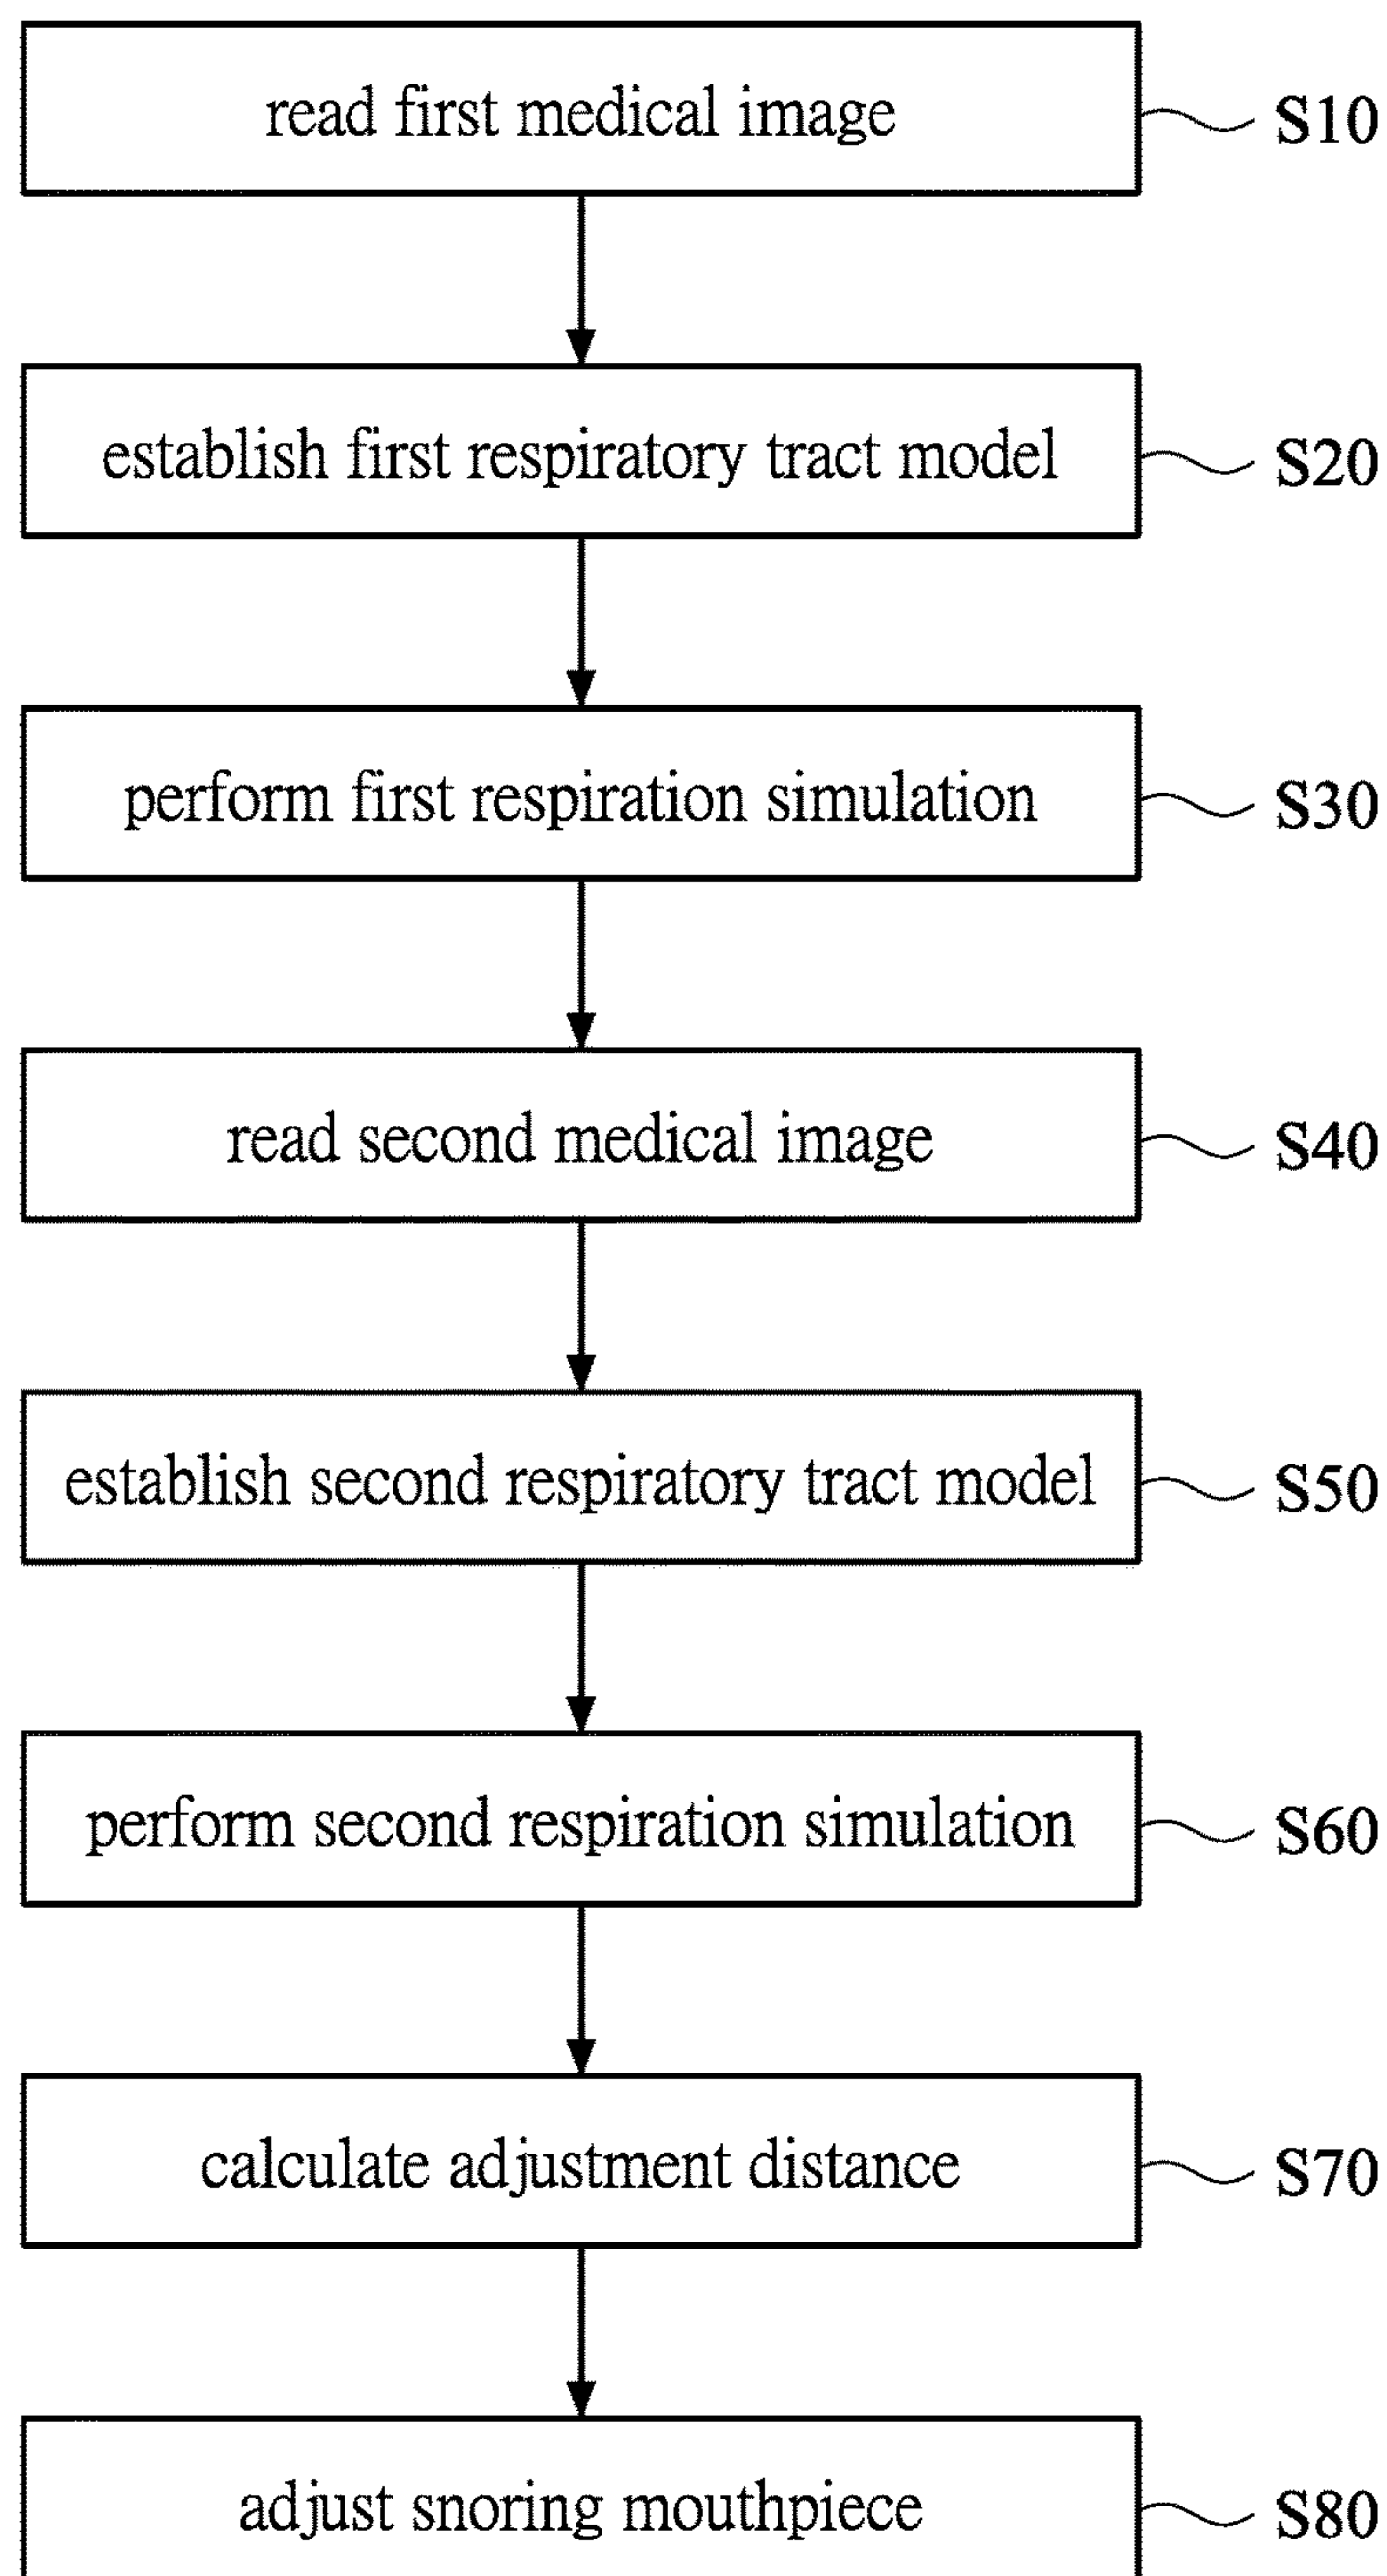 read first medical image S10
establish first respiratory tract model S20
perform first respiration simulation S30
read second medical image S40
establish second respiratory tract model S50
perform second respiration simulation S60
calculate adjustment distance S70
adjust snoring mouthpiece S80